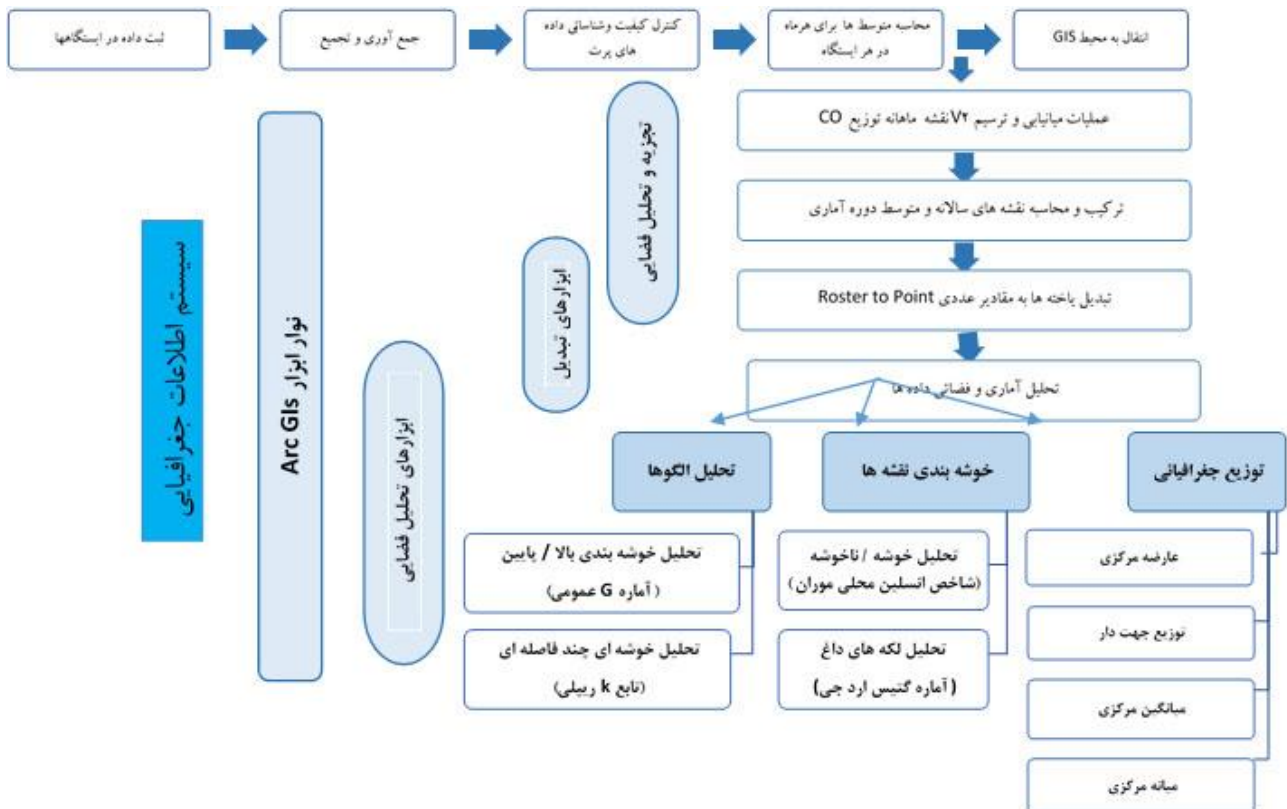 ثبت داده در ایستگاهها
جمع آوری و تجمیع
کنترل کیفیت وشناسائی داده
های پرت
محاسبه متوسط ها برای هرماه
در هر ایستگاه
انتقال به محیط GIS
عملیات میانیابی و ترسیم ۷۲ نقشه ماهانه توزیع CO
ترکیب و محاسبه نقشه های سالانه و متوسط دوره آماری
تبدیل یاخته ها به مقادیر عددی Roster to Point
تحلیل آماری و فضائی داده ها
سیستم اطلاعات جغرافیایی
نوار ابزار Arc GIs
ابزارهای تحلیل فضایی
ابزارهای تبدیل
تجزیه و تحلیل فضایی
توزیع جغرافیائی
عارضه مرکزی
توزیع جهت دار
میانگین مرکزی
میانه مرکزی
خوشه بندی نقشه ها
تحلیل خوشه / ناخوشه
(شاخص انسلین محلی موران)
تحلیل لکه های داغ
(آماره گتیس ارد جی)
تحلیل الگوها
تحلیل خوشه بندی بالا / پایین
(آماره G عمومی)
تحلیل خوشه ای چند فاصله ای
(تابع k ریپلی)